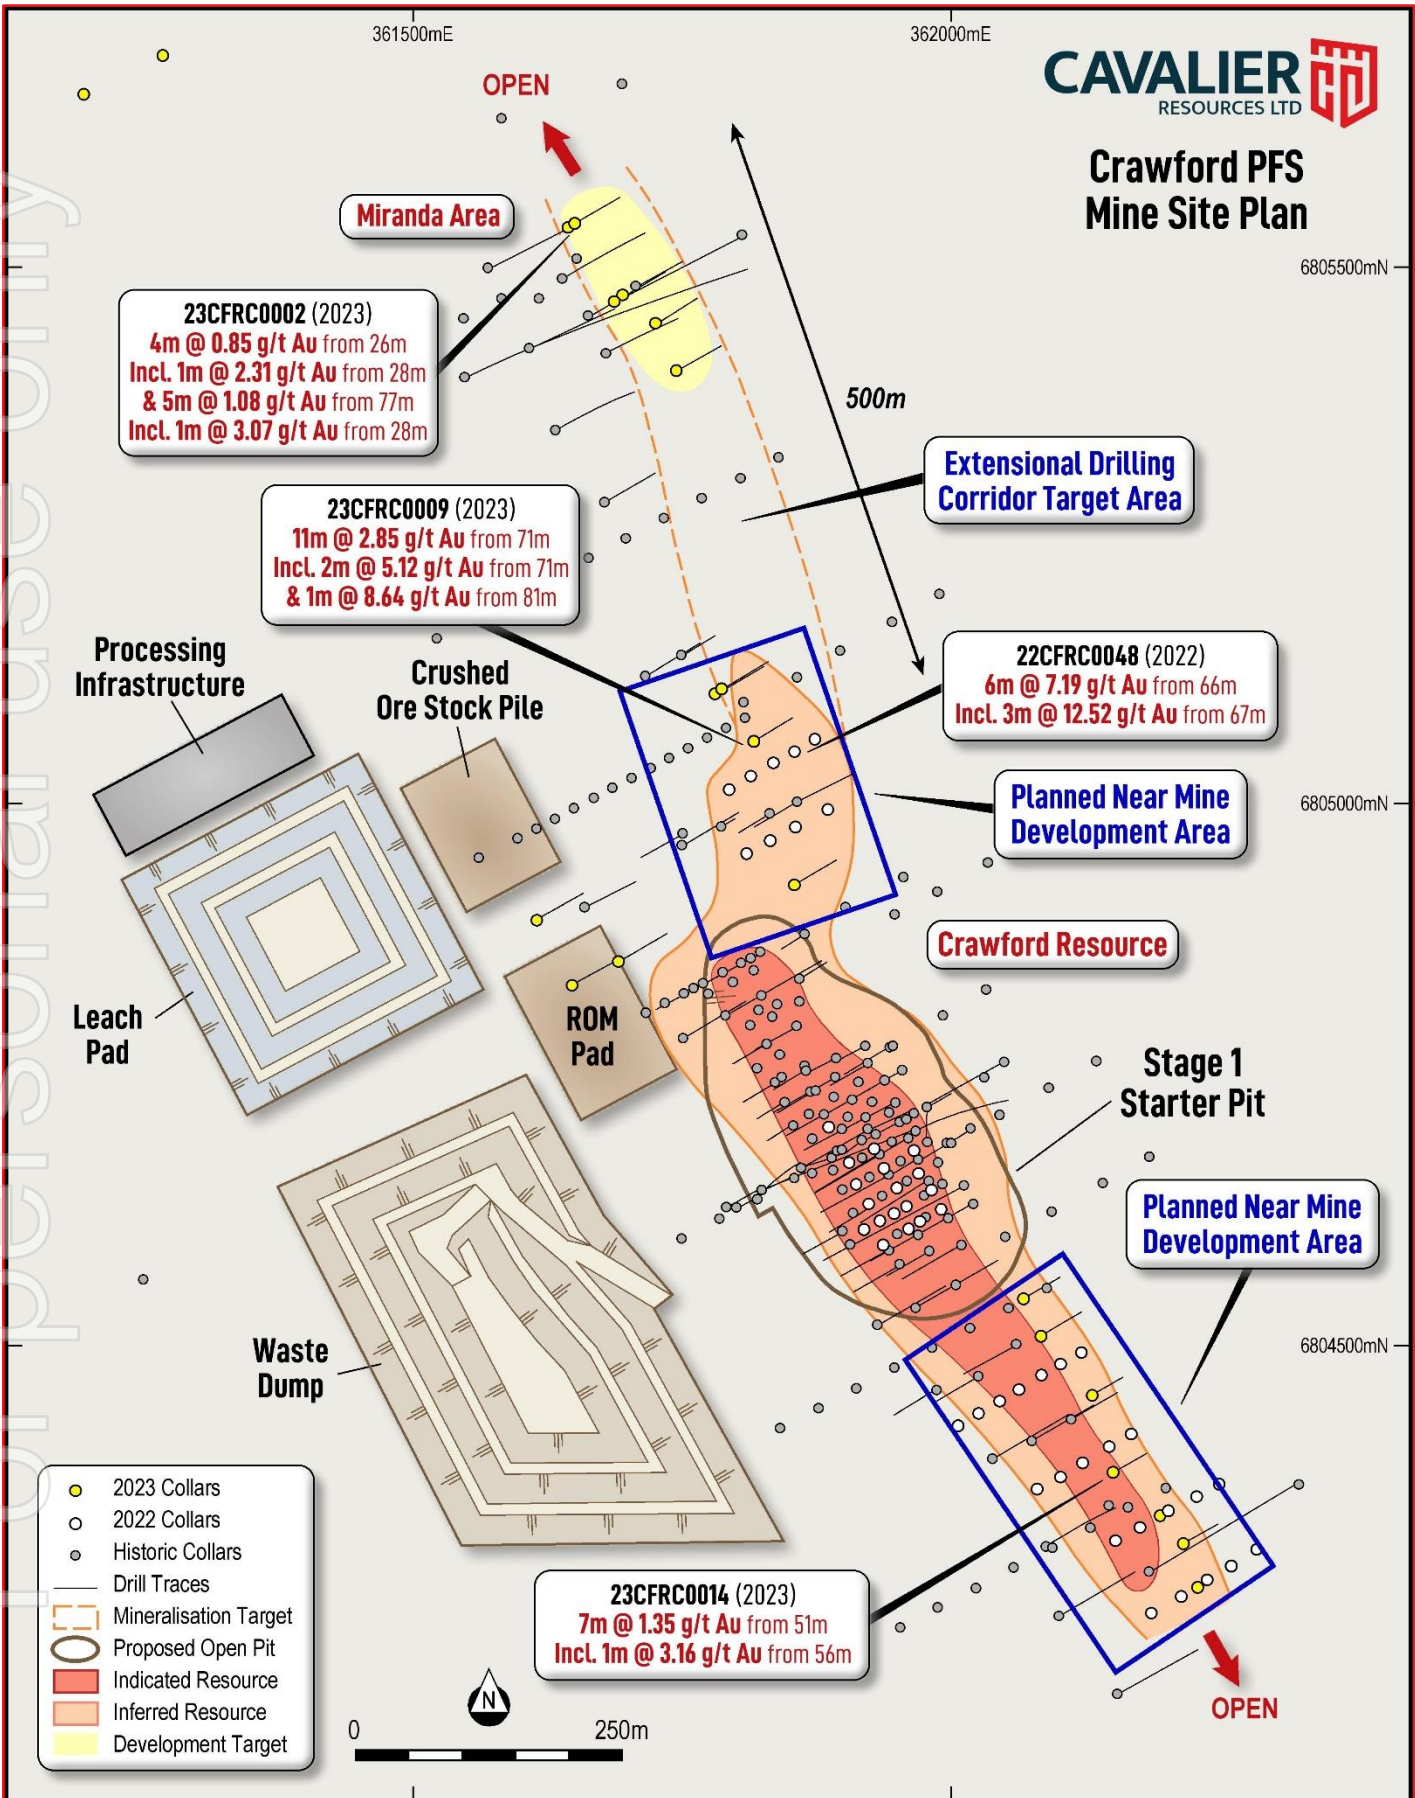 361500mE
362000mE
CAVALIER
RESOURCES LTD
Crawford PFS
Mine Site Plan
OPEN
Miranda Area
6805500mN
23CFRC0002 (2023)
4m @ 0.85 g/t Au from 26m
Incl. 1m @ 2.31 g/t Au from 28m
& 5m @ 1.08 g/t Au from 77m
Incl. 1m @ 3.07 g/t Au from 28m
500m
Extensional Drilling
Corridor Target Area
23CFRC0009 (2023)
11m @ 2.85 g/t Au from 71m
Incl. 2m @ 5.12 g/t Au from 71m
& 1m @ 8.64 g/t Au from 81m
Processing
Infrastructure
Crushed
Ore Stock Pile
22CFRC0048 (2022)
6m @ 7.19 g/t Au from 66m
Incl. 3m @ 12.52 g/t Au from 67m
Planned Near Mine
Development Area
6805000mN
Crawford Resource
Leach
Pad
ROM
Pad
Stage 1
Starter Pit
Planned Near Mine
Development Area
Waste
Dump
6804500mN
2023 Collars
2022 Collars
Historic Collars
Drill Traces
Mineralisation Target
Proposed Open Pit
Indicated Resource
Inferred Resource
Development Target
23CFRC0014 (2023)
7m @ 1.35 g/t Au from 51m
Incl. 1m @ 3.16 g/t Au from 56m
N
0 250m
OPEN
For personal use only